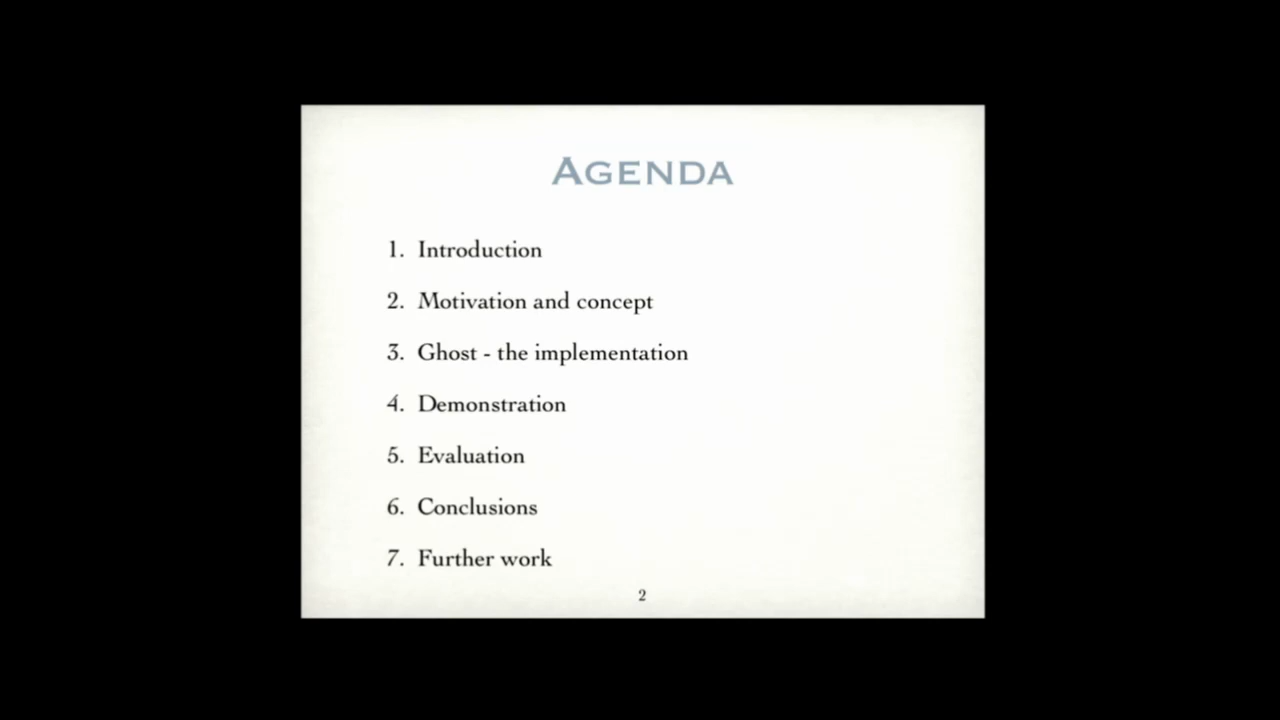 AGENDA
1. Introduction
2. Motivation and concept
3. Ghost - the implementation
4. Demonstration
5. Evaluation
6. Conclusions
7. Further work
2